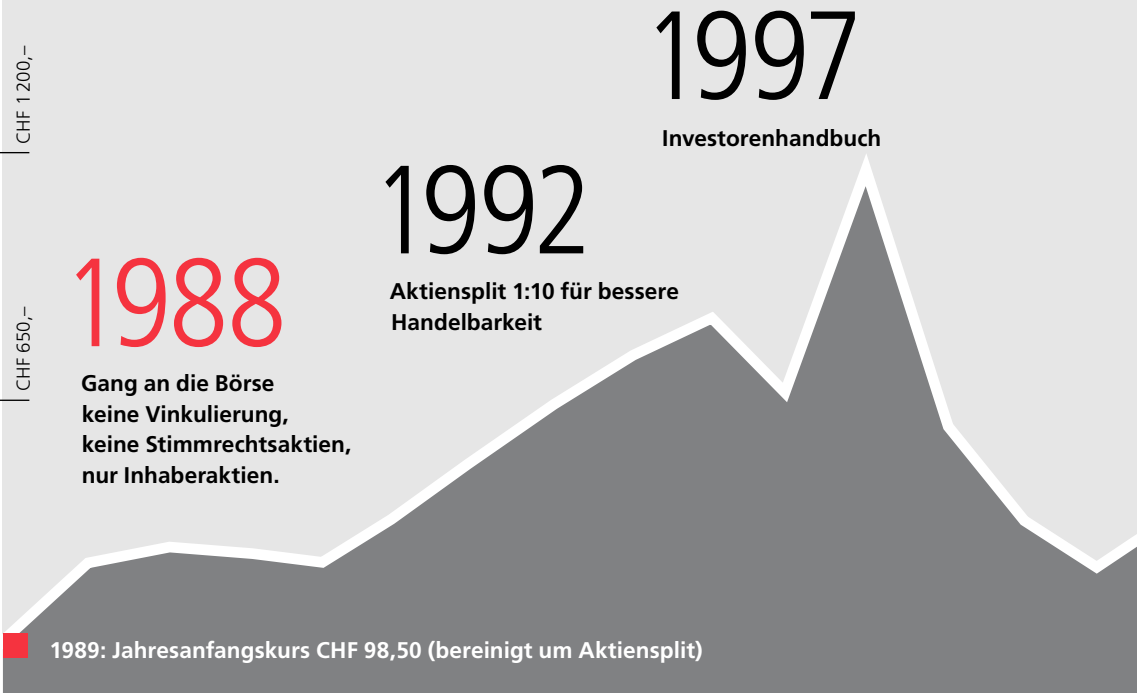 CHF 1 200,–
CHF 650,–
1988
Gang an die Börse
keine Vinkulierung,
keine Stimmrechtsaktien,
nur Inhaberaktien.
1992
Aktiensplit 1:10 für bessere
Handelbarkeit
1997
Investorenhandbuch
1989: Jahresanfangskurs CHF 98,50 (bereinigt um Aktiensplit)